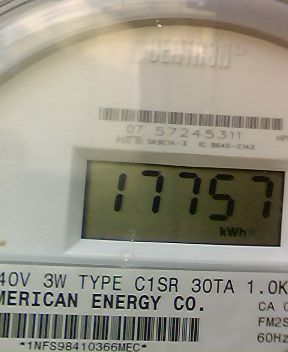 CENTRON®
07 57245311
17757
kWh
40V 3W TYPE C1SR 30TA 1.0K
MERICAN ENERGY CO.
CA
FM2S
60Hz
*1NFS98410366MEC*